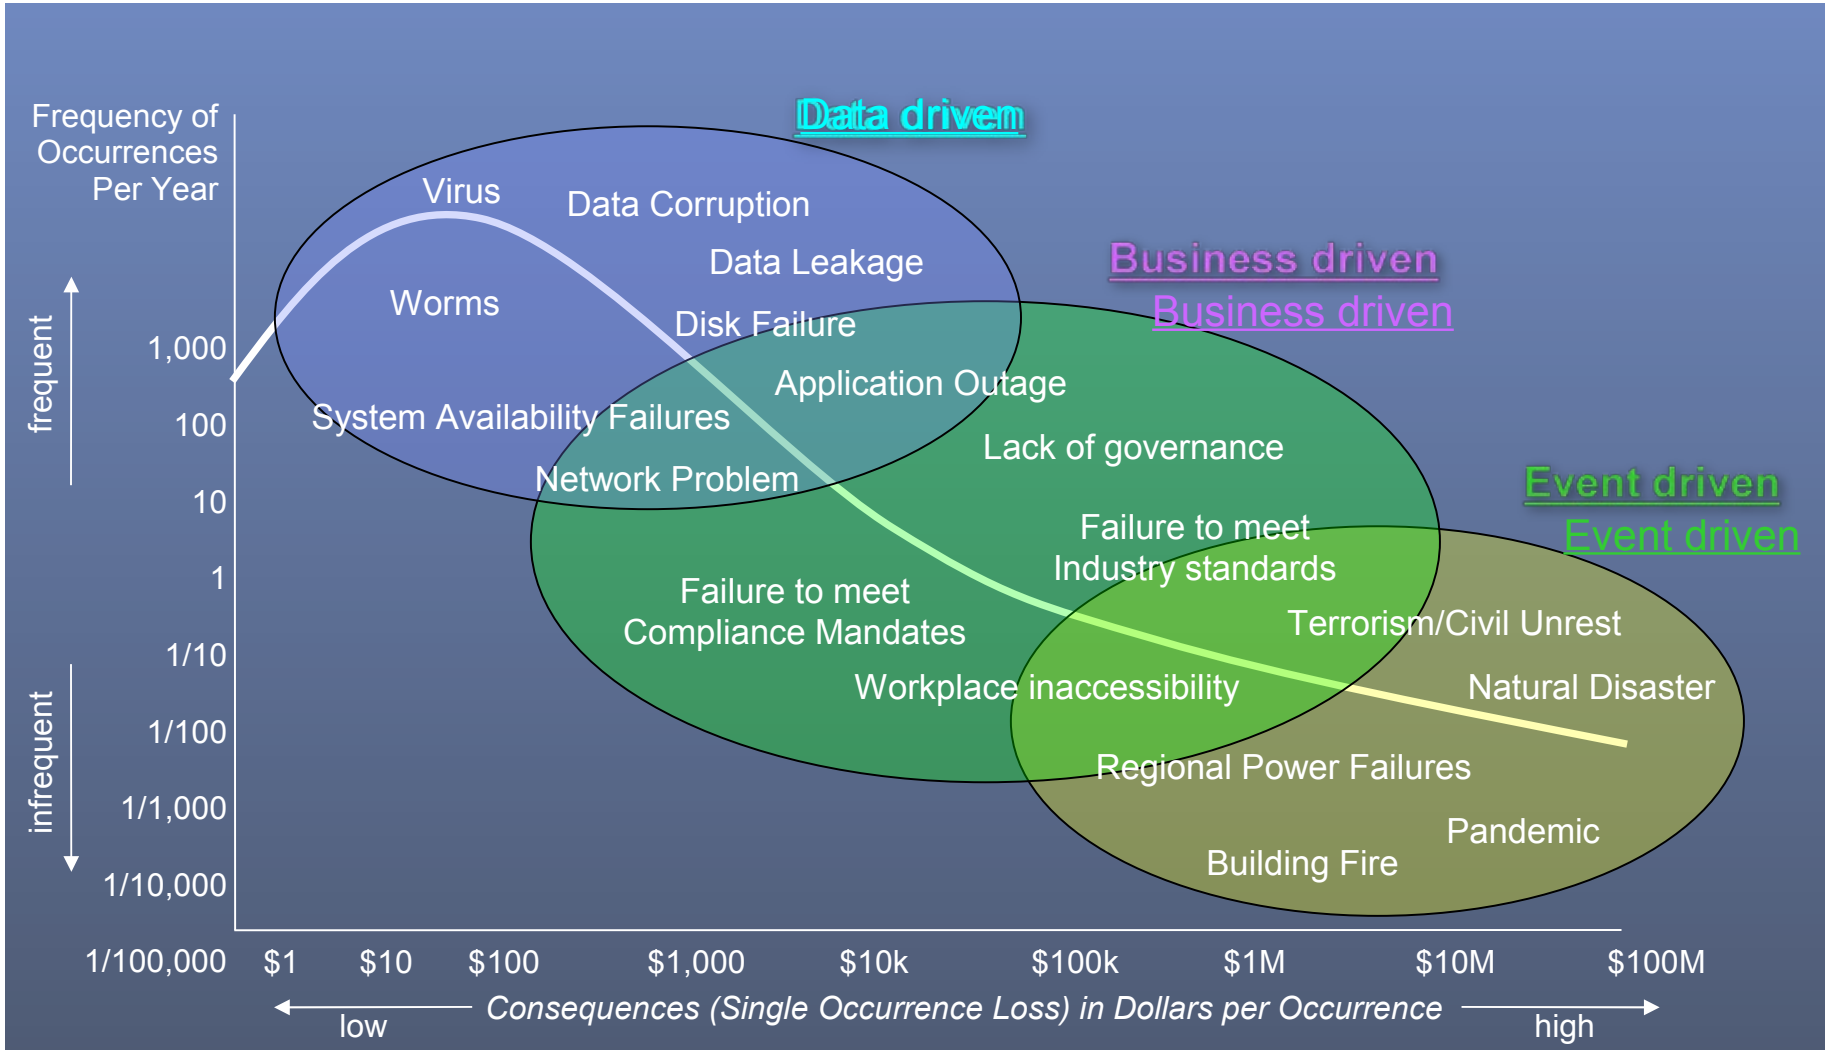 Data driven
Data driven
Frequency of
Occurrences
Per Year
Virus
Data Corruption
Data Leakage
Business driven
Business driven
Worms
Disk Failure
frequent
1,000
Application Outage
System Availability Failures
100
Lack of governance
Network Problem
10
Event driven
Event driven
Failure to meet
Industry standards
1
Failure to meet
Compliance Mandates
Terrorism/Civil Unrest
1/10
Workplace inaccessibility
Natural Disaster
infrequent
1/100
Regional Power Failures
1/1,000
Pandemic
Building Fire
1/10,000
1/100,000
$1
$10
$100
$1,000
$10k
$100k
$1M
$10M
$100M
Consequences (Single Occurrence Loss) in Dollars per Occurrence
low
high